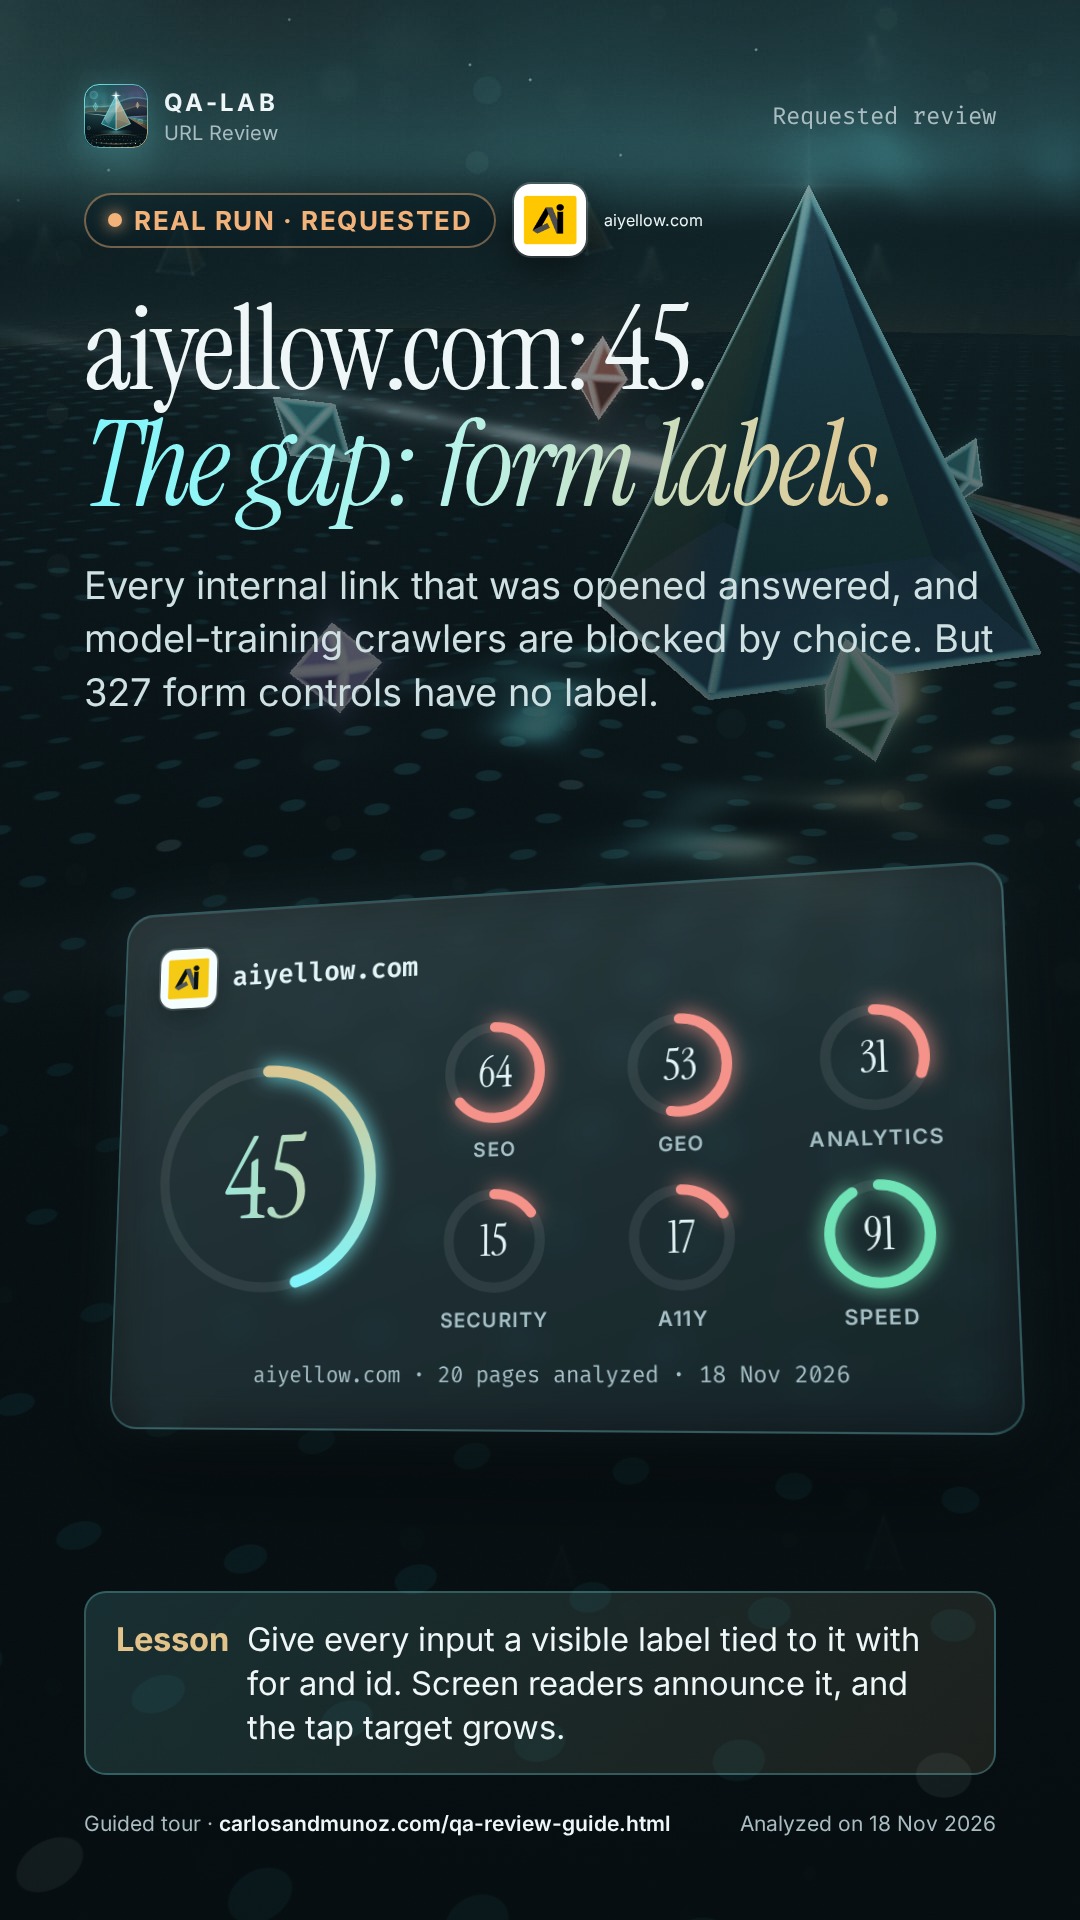 QA-LAB
URL Review
Requested review
REAL RUN · REQUESTED
Ai
aiyellow.com
aiyellow.com: 45.
The gap: form labels.
Every internal link that was opened answered, and
model-training crawlers are blocked by choice. But
327 form controls have no label.
Ai
aiyellow.com
45
64
SEO
53
GEO
31
ANALYTICS
15
SECURITY
17
A11Y
91
SPEED
aiyellow.com · 20 pages analyzed · 18 Nov 2026
Lesson
Give every input a visible label tied to it with
for and id. Screen readers announce it, and
the tap target grows.
Guided tour · carlosandmunoz.com/qa-review-guide.html
Analyzed on 18 Nov 2026